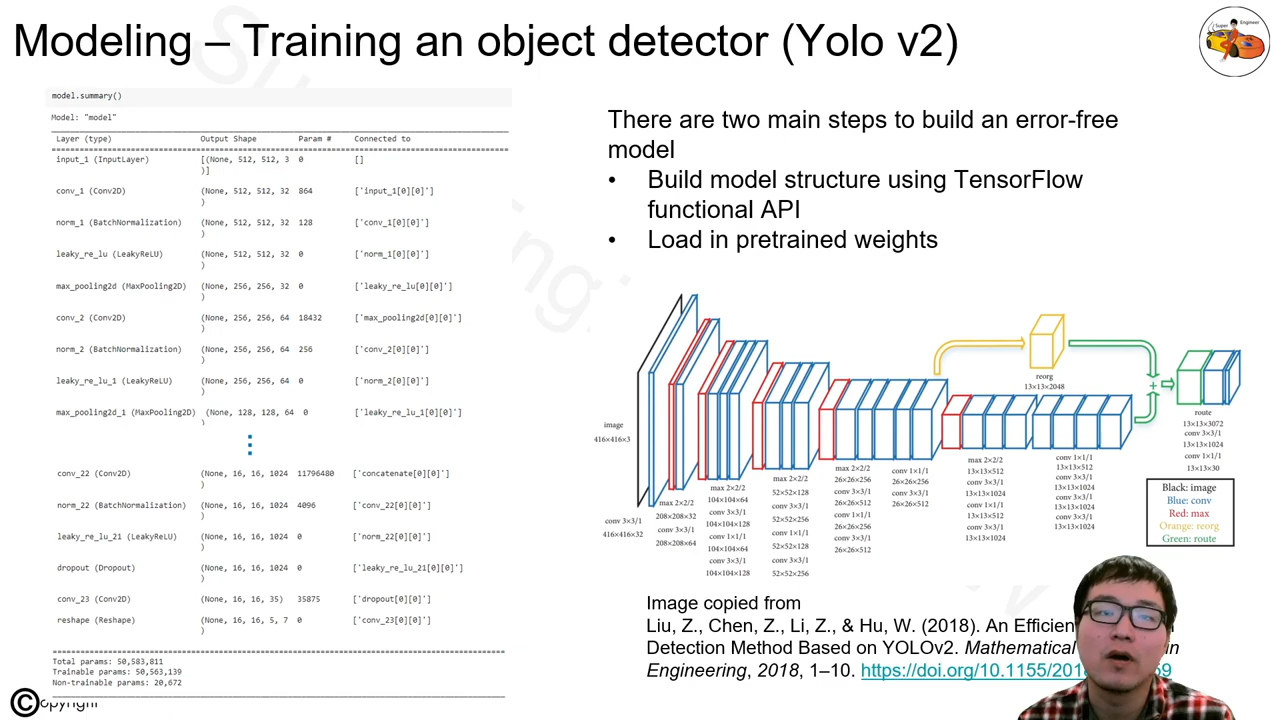 Modeling – Training an object detector (Yolo v2)
Super Engineer
model.summary()
Model: "model"
Layer (type) Output Shape Param # Connected to
input_1 (InputLayer) [(None, 512, 512, 3 0 []
)]
conv_1 (Conv2D) (None, 512, 512, 32 864 ['input_1[0][0]']
)
norm_1 (BatchNormalization) (None, 512, 512, 32 128 ['conv_1[0][0]']
)
leaky_re_lu (LeakyReLU) (None, 512, 512, 32 0 ['norm_1[0][0]']
)
max_pooling2d (MaxPooling2D) (None, 256, 256, 32 0 ['leaky_re_lu[0][0]']
)
conv_2 (Conv2D) (None, 256, 256, 64 18432 ['max_pooling2d[0][0]']
)
norm_2 (BatchNormalization) (None, 256, 256, 64 256 ['conv_2[0][0]']
)
leaky_re_lu_1 (LeakyReLU) (None, 256, 256, 64 0 ['norm_2[0][0]']
)
max_pooling2d_1 (MaxPooling2D) (None, 128, 128, 64 0 ['leaky_re_lu_1[0][0]']
)
conv_22 (Conv2D) (None, 16, 16, 1024 11796480 ['concatenate[0][0]']
)
norm_22 (BatchNormalization) (None, 16, 16, 1024 4096 ['conv_22[0][0]']
)
leaky_re_lu_21 (LeakyReLU) (None, 16, 16, 1024 0 ['norm_22[0][0]']
)
dropout (Dropout) (None, 16, 16, 1024 0 ['leaky_re_lu_21[0][0]']
)
conv_23 (Conv2D) (None, 16, 16, 35) 35875 ['dropout[0][0]']
reshape (Reshape) (None, 16, 16, 5, 7 0 ['conv_23[0][0]']
)
Total params: 50,583,811
Trainable params: 50,563,139
Non-trainable params: 20,672
There are two main steps to build an error-free
model
• Build model structure using TensorFlow
functional API
• Load in pretrained weights
image
416×416×3
conv 3×3/1
416×416×32
max 2×2/2
208×208×32
conv 3×3/1
208×208×64
max 2×2/2
104×104×64
conv 3×3/1
104×104×128
conv 1×1/1
104×104×64
conv 3×3/1
104×104×128
max 2×2/2
52×52×128
conv 3×3/1
52×52×256
conv 1×1/1
52×52×128
conv 3×3/1
52×52×256
max 2×2/2
26×26×256
conv 3×3/1
26×26×512
conv 1×1/1
26×26×256
conv 3×3/1
26×26×512
conv 1×1/1
26×26×256
conv 3×3/1
26×26×512
max 2×2/2
13×13×512
conv 3×3/1
13×13×1024
conv 1×1/1
13×13×512
conv 3×3/1
13×13×1024
conv 1×1/1
13×13×512
conv 3×3/1
13×13×1024
conv 3×3/1
13×13×1024
conv 3×3/1
13×13×1024
reorg
13×13×2048
+
route
13×13×3072
conv 3×3/1
13×13×1024
conv 1×1/1
13×13×30
Black: image
Blue: conv
Red: max
Orange: reorg
Green: route
Image copied from
Liu, Z., Chen, Z., Li, Z., & Hu, W. (2018). An Efficien
Detection Method Based on YOLOv2. Mathematical in
Engineering, 2018, 1–10. https://doi.org/10.1155/201 59
©opyright